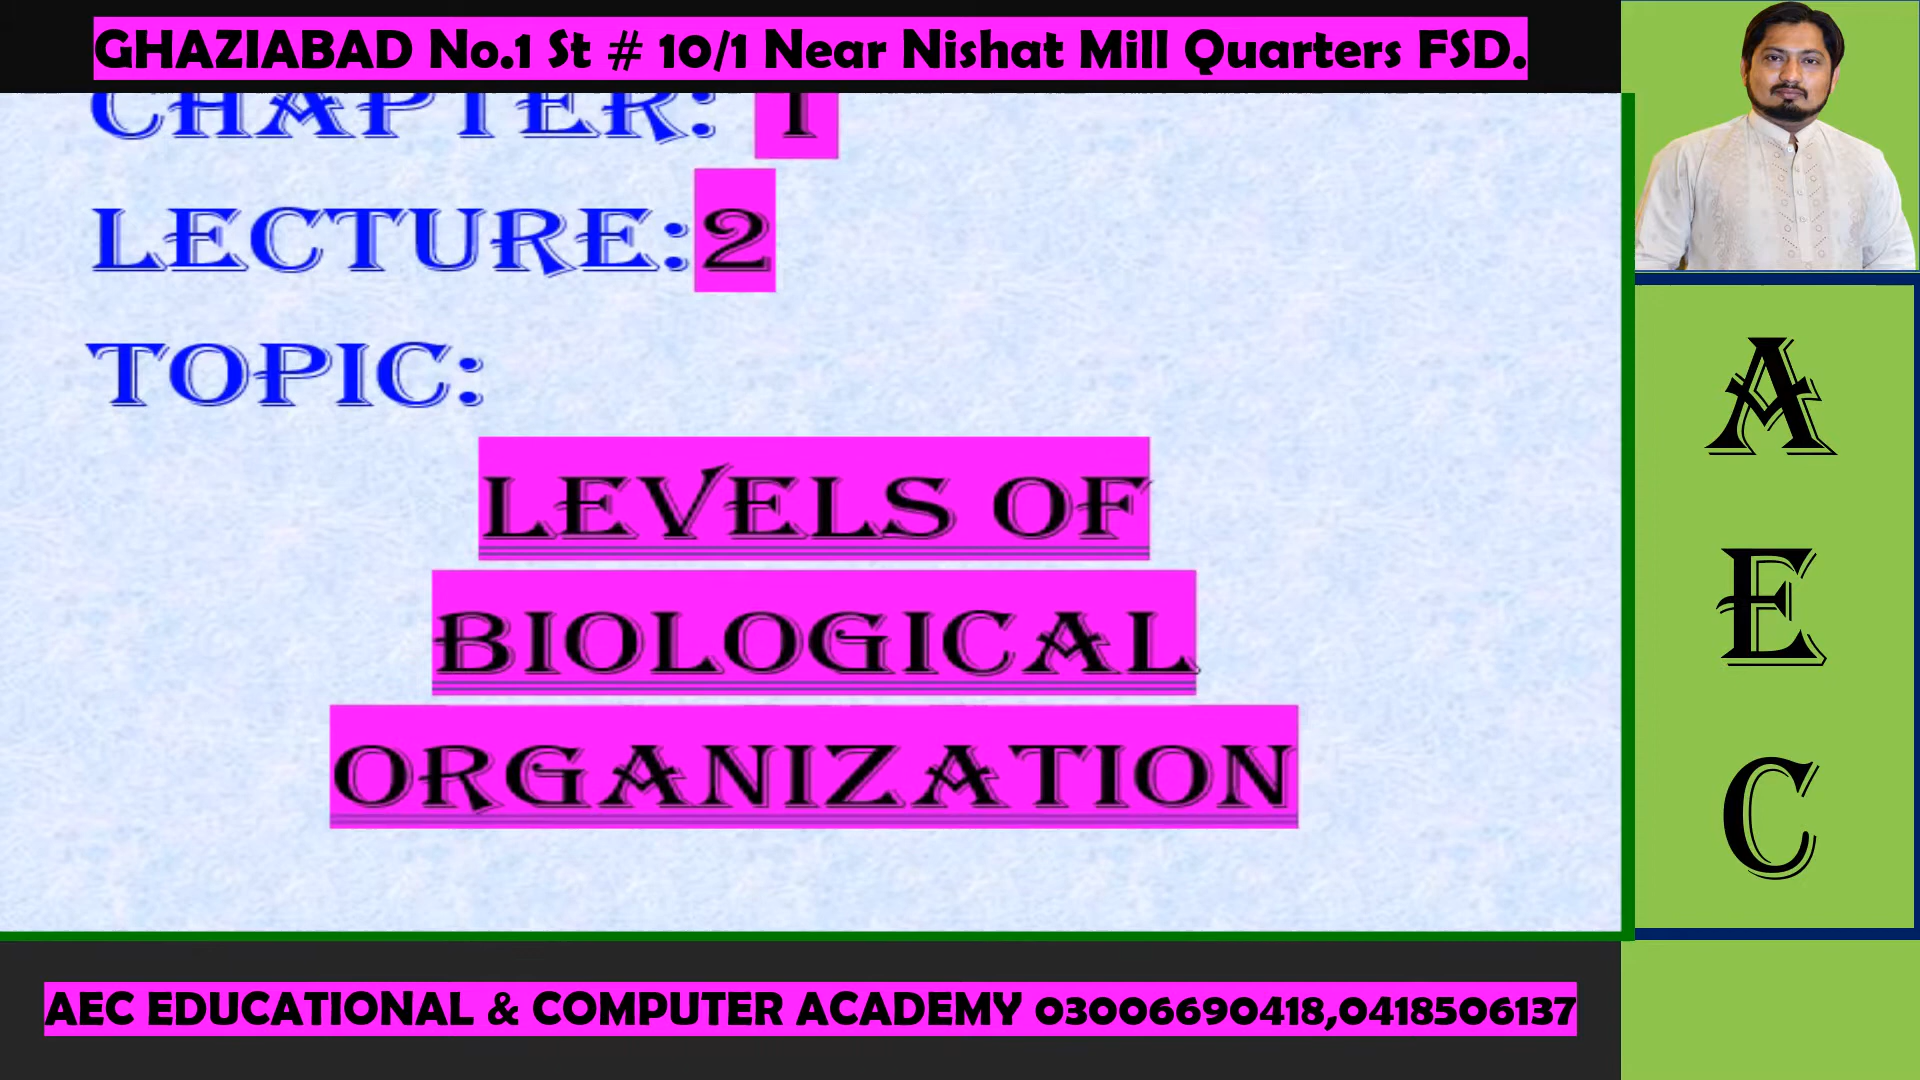 GHAZIABAD No.1 St # 10/1 Near Nishat Mill Quarters FSD.
CHAPTER: 1
LECTURE:2
TOPIC:
LEVELS OF
BIOLOGICAL
ORGANIZATION
A
E
C
AEC EDUCATIONAL & COMPUTER ACADEMY 03006690418,0418506137